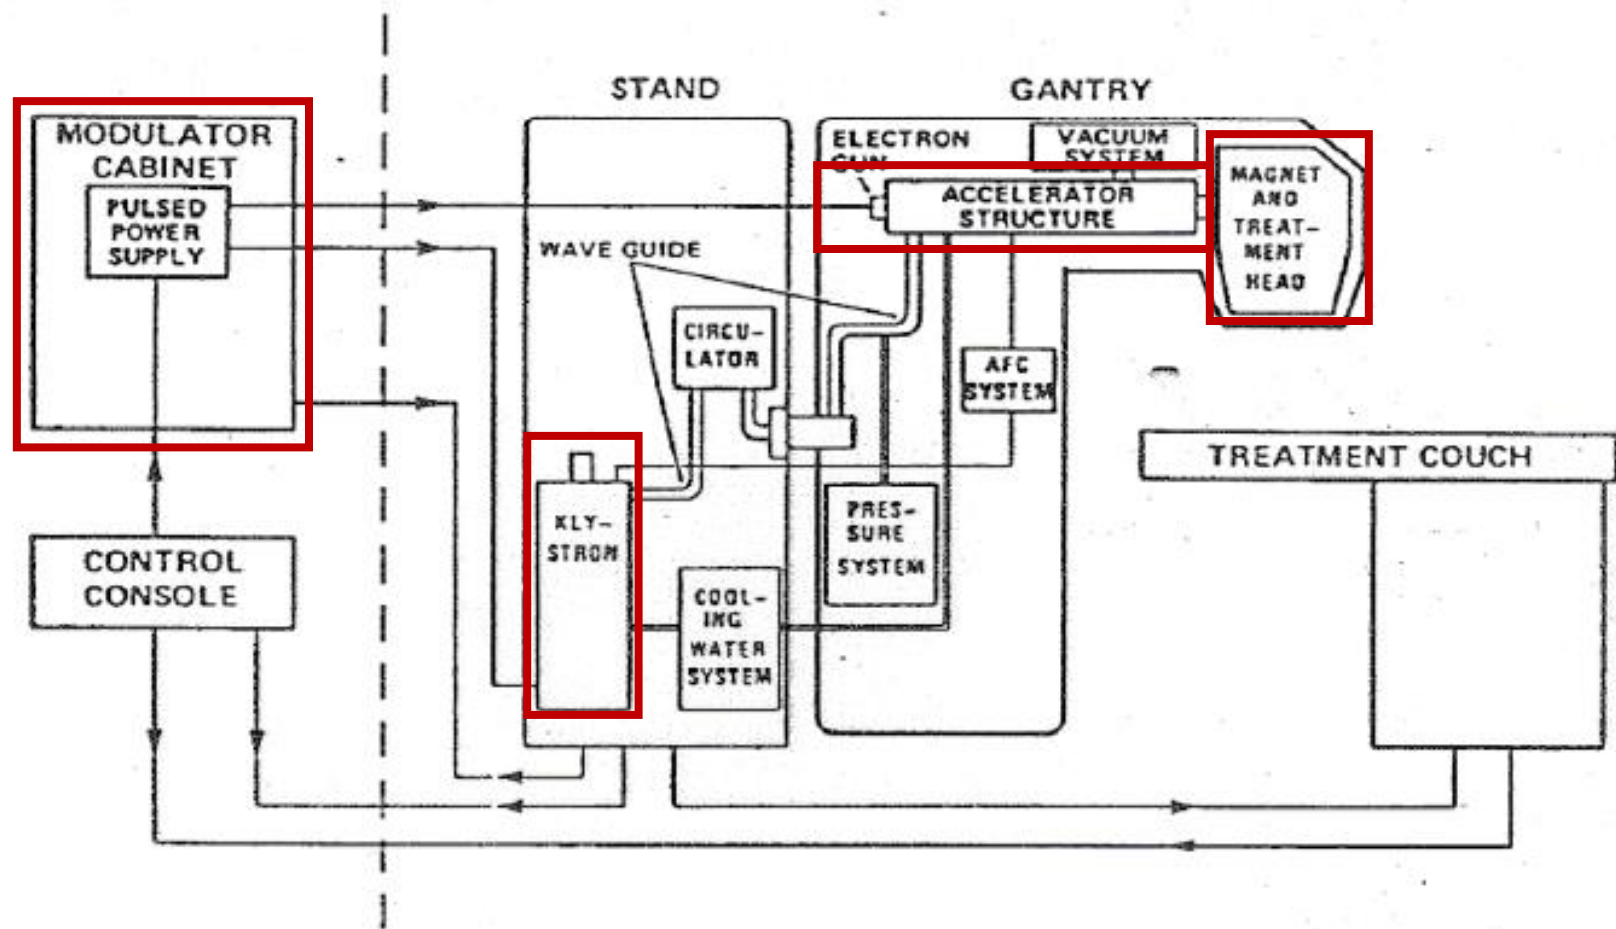 STAND
GANTRY
MODULATOR
CABINET
PULSED
POWER
SUPPLY
ELECTRON
GUN
VACUUM
SYSTEM
ACCELERATOR
STRUCTURE
MAGNET
AND
TREAT-
MENT
HEAD
WAVE GUIDE
CIRCU-
LATOR
AFC
SYSTEM
KLY-
STRON
PRES-
SURE
SYSTEM
COOL-
ING
WATER
SYSTEM
TREATMENT COUCH
CONTROL
CONSOLE